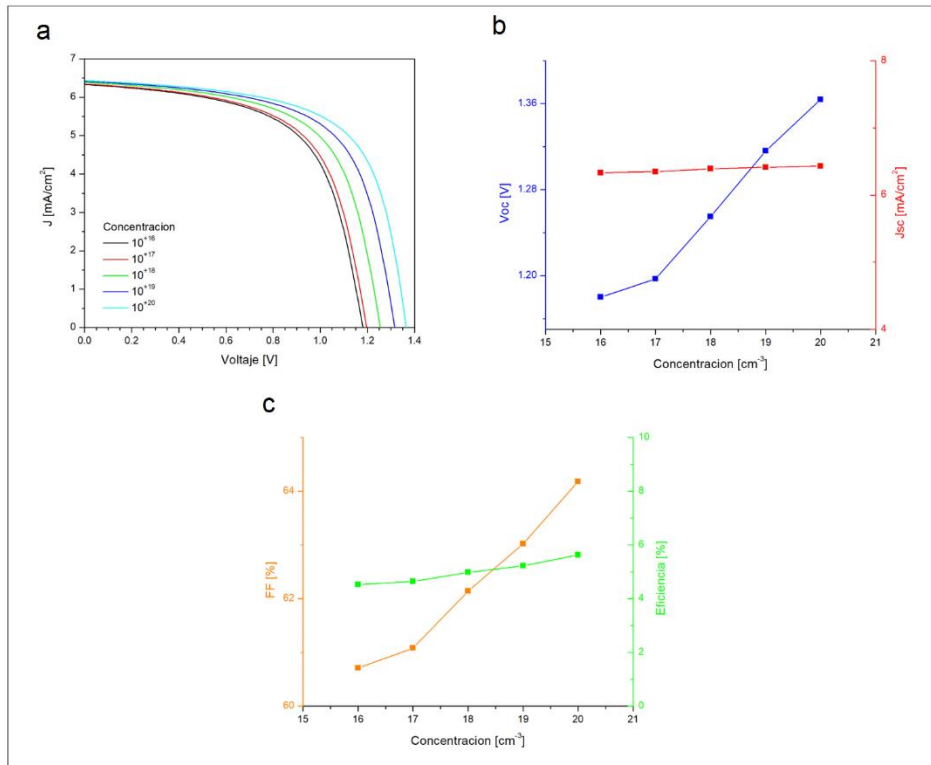 a
7
6
5
4
3
2
1
0
J [mA/cm²]
Concentracion
10⁺¹⁶
10⁺¹⁷
10⁺¹⁸
10⁺¹⁹
10⁺²⁰
0.0 0.2 0.4 0.6 0.8 1.0 1.2 1.4
Voltaje [V]
b
1.36
1.28
1.20
Voc [V]
8
6
4
Jsc [mA/cm²]
15 16 17 18 19 20 21
Concentracion [cm⁻³]
c
64
62
60
FF [%]
10
8
6
4
2
0
Eficiencia [%]
15 16 17 18 19 20 21
Concentracion [cm⁻³]